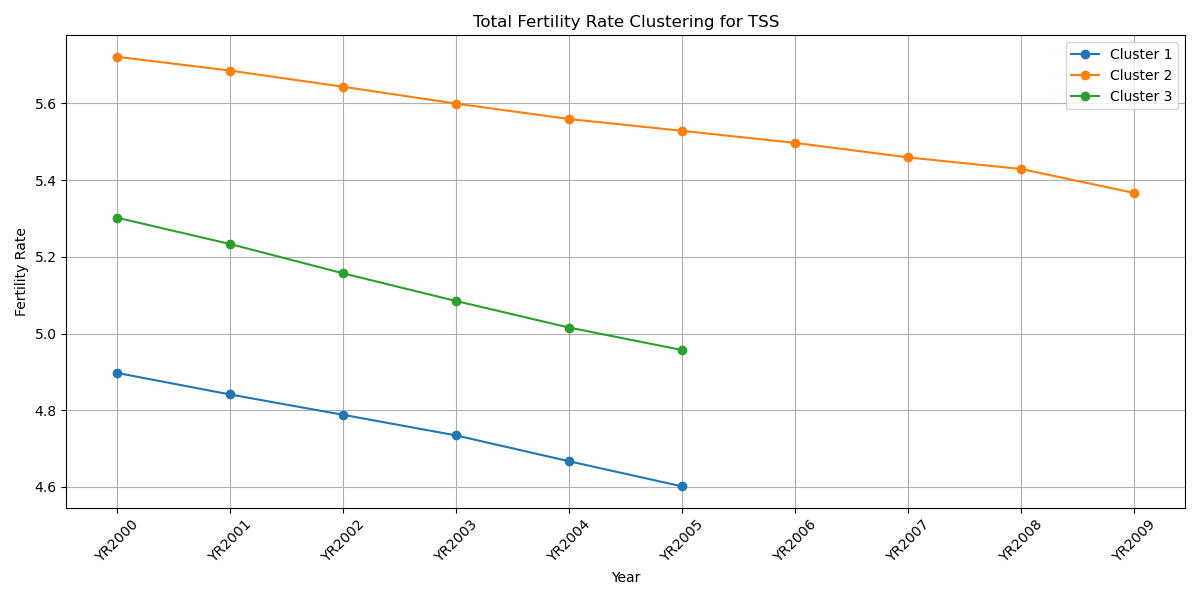 Total Fertility Rate Clustering for TSS
Cluster 1
Cluster 2
Cluster 3
Fertility Rate
5.6
5.4
5.2
5.0
4.8
4.6
YR2000
YR2001
YR2002
YR2003
YR2004
YR2005
YR2006
YR2007
YR2008
YR2009
Year